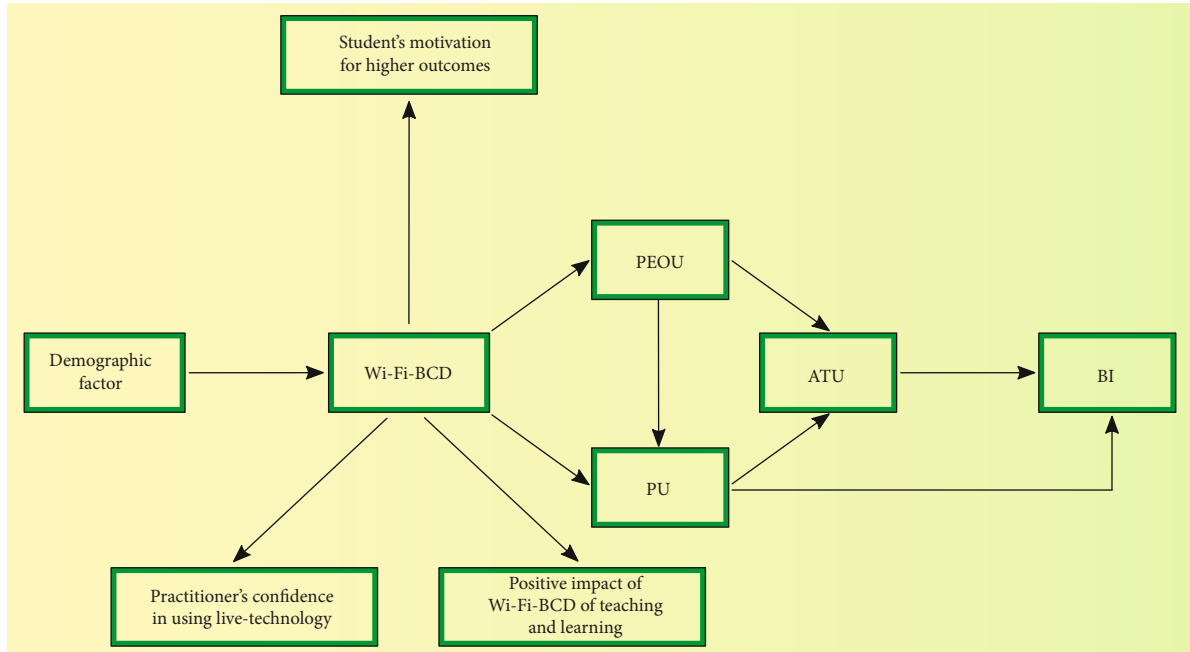 Student's motivation
for higher outcomes
PEOU
Demographic
factor
Wi-Fi-BCD
ATU
BI
PU
Practitioner's confidence
in using live-technology
Positive impact of
Wi-Fi-BCD of teaching
and learning